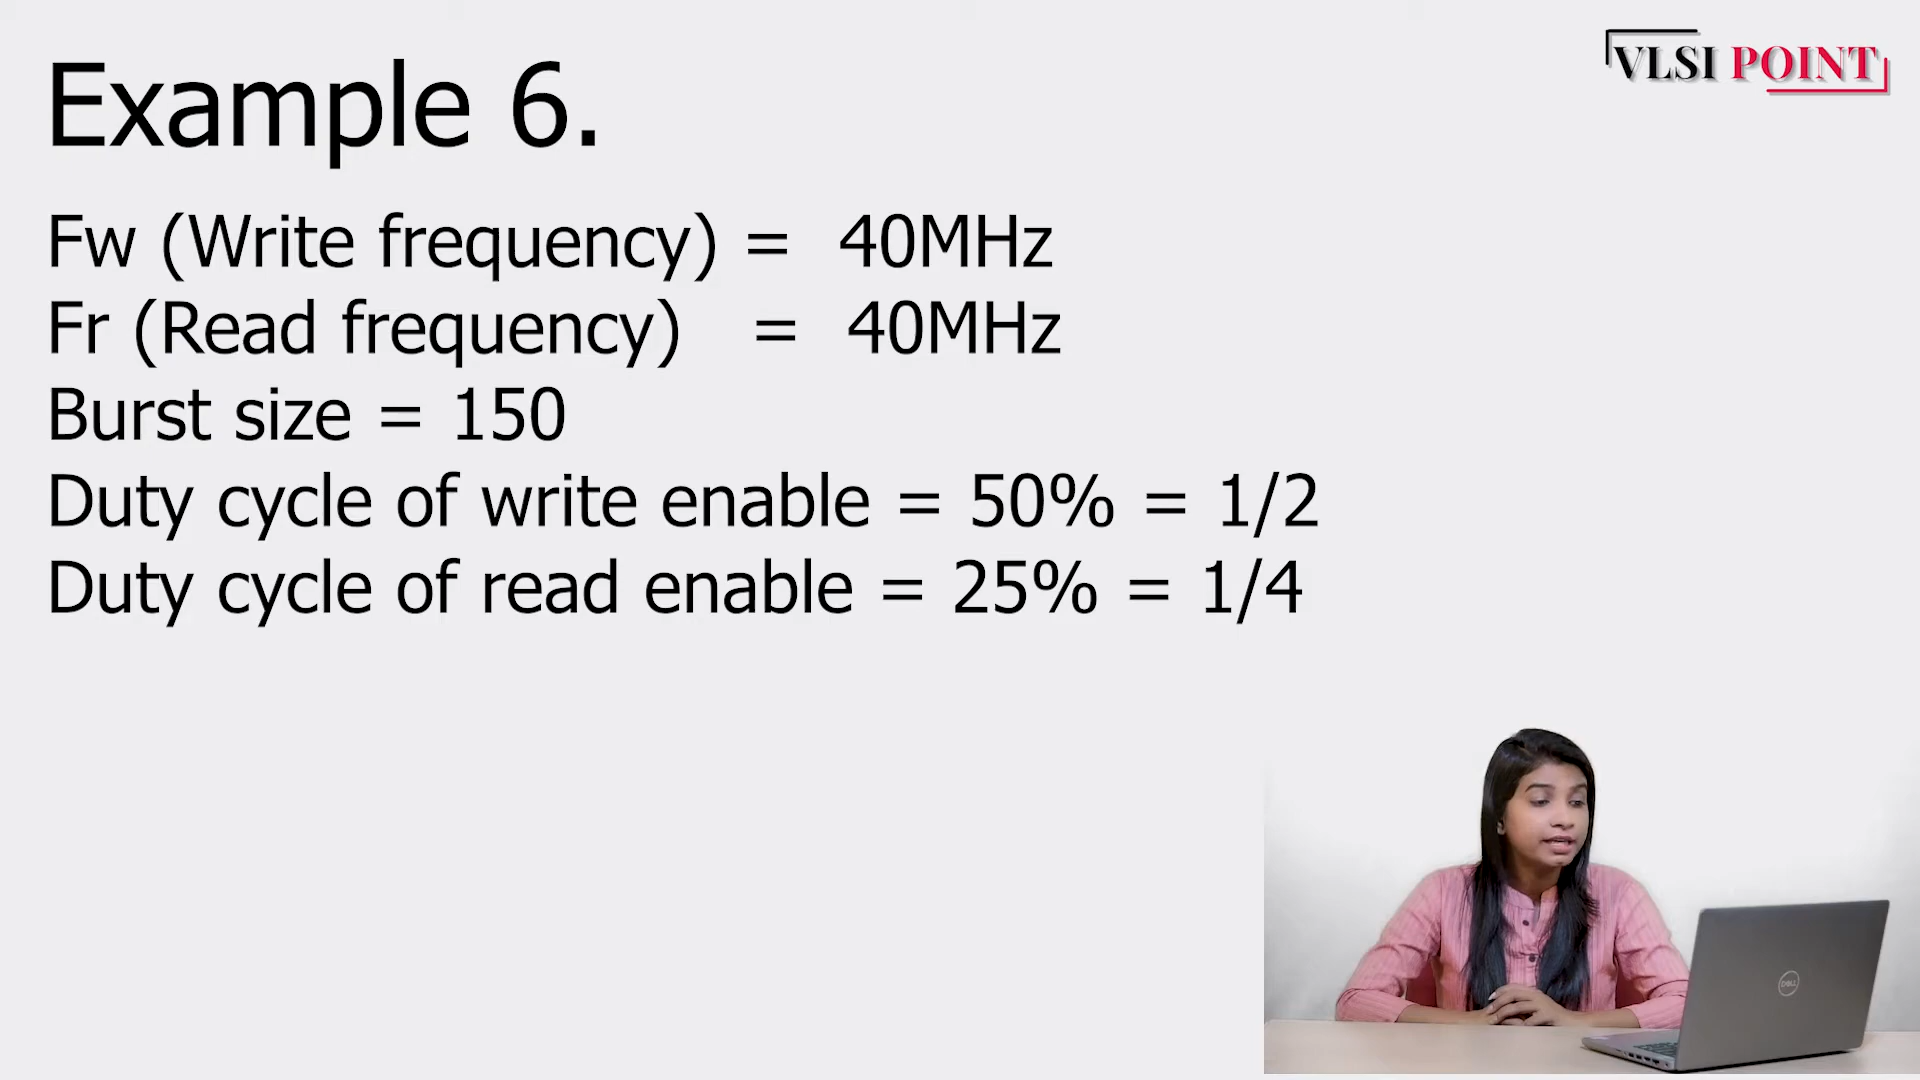 Example 6.
VLSI POINT
Fw (Write frequency) = 40MHz
Fr (Read frequency) = 40MHz
Burst size = 150
Duty cycle of write enable = 50% = 1/2
Duty cycle of read enable = 25% = 1/4
DELL